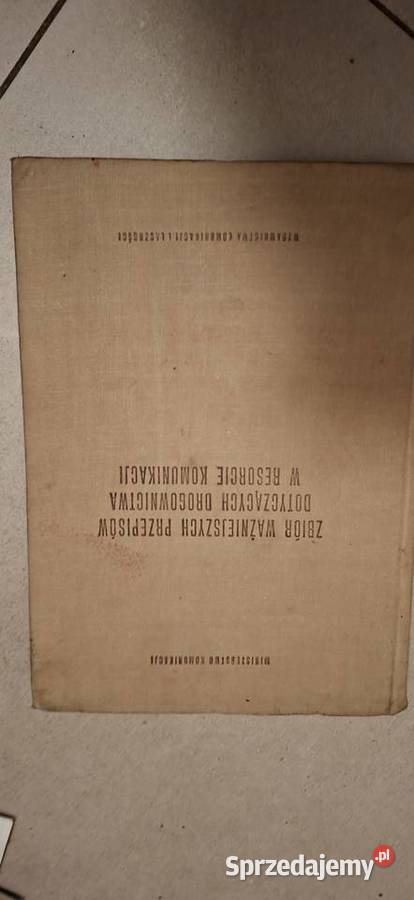 MINISTERSTWO KOMUNIKACJI
ZBIÓR WAŻNIEJSZYCH PRZEPISÓW
DOTYCZĄCYCH DROGOWNICTWA
W RESORCIE KOMUNIKACJI
WYDAWNICTWA KOMUNIKACJI I ŁĄCZNOŚCI
Sprzedajemy.pl